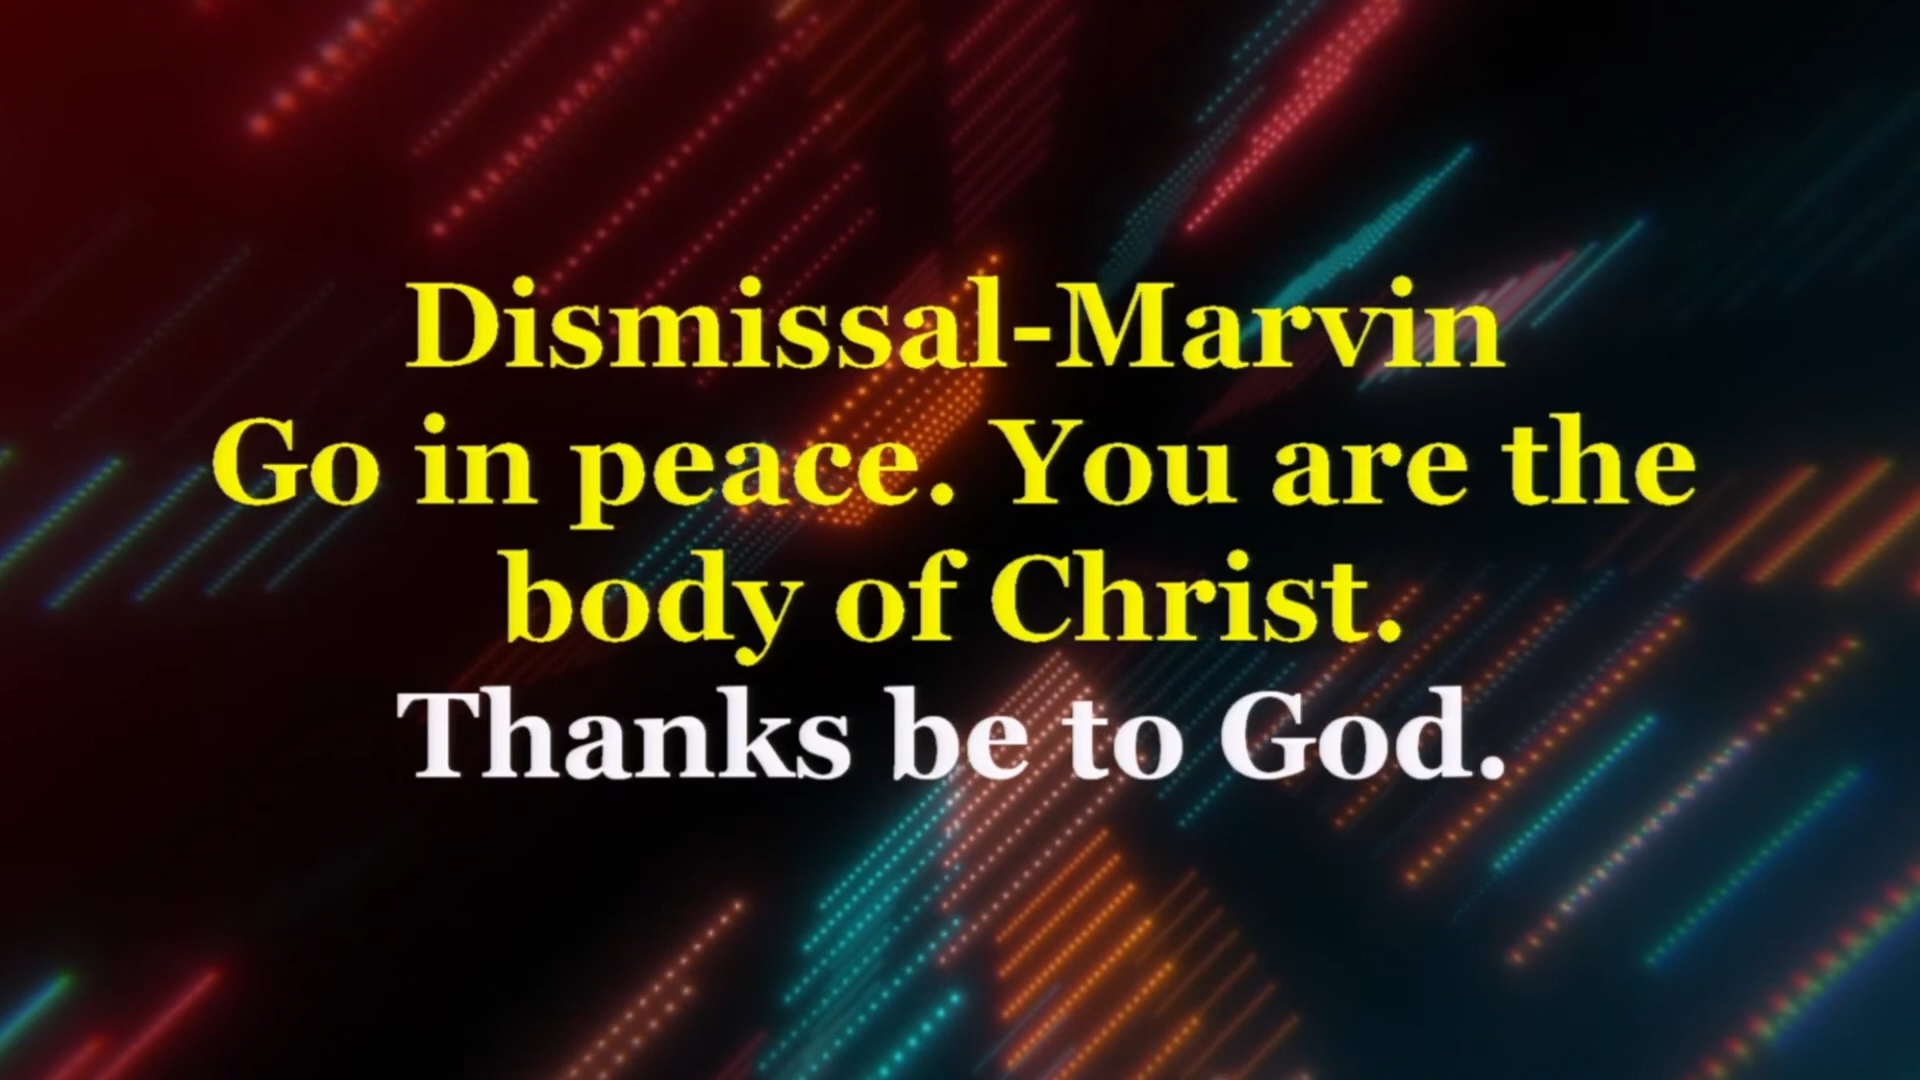 Dismissal-Marvin
Go in peace. You are the
body of Christ.
Thanks be to God.